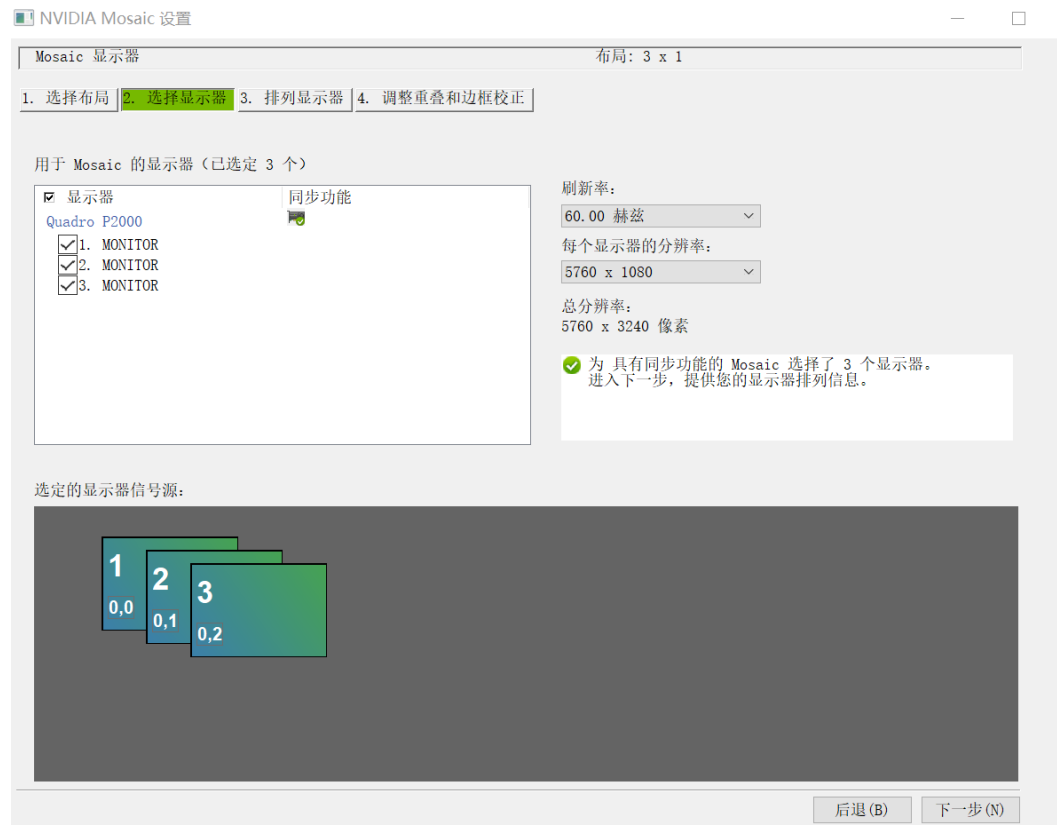 NVIDIA Mosaic 设置
Mosaic 显示器
布局: 3 x 1
1. 选择布局
2. 选择显示器
3. 排列显示器
4. 调整重叠和边框校正
用于 Mosaic 的显示器（已选定 3 个）
显示器
同步功能
Quadro P2000
1. MONITOR
2. MONITOR
3. MONITOR
刷新率:
60.00 赫兹
每个显示器的分辨率:
5760 x 1080
总分辨率:
5760 x 3240 像素
为 具有同步功能的 Mosaic 选择了 3 个显示器。
进入下一步，提供您的显示器排列信息。
选定的显示器信号源:
1
0,0
2
0,1
3
0,2
后退(B)
下一步(N)